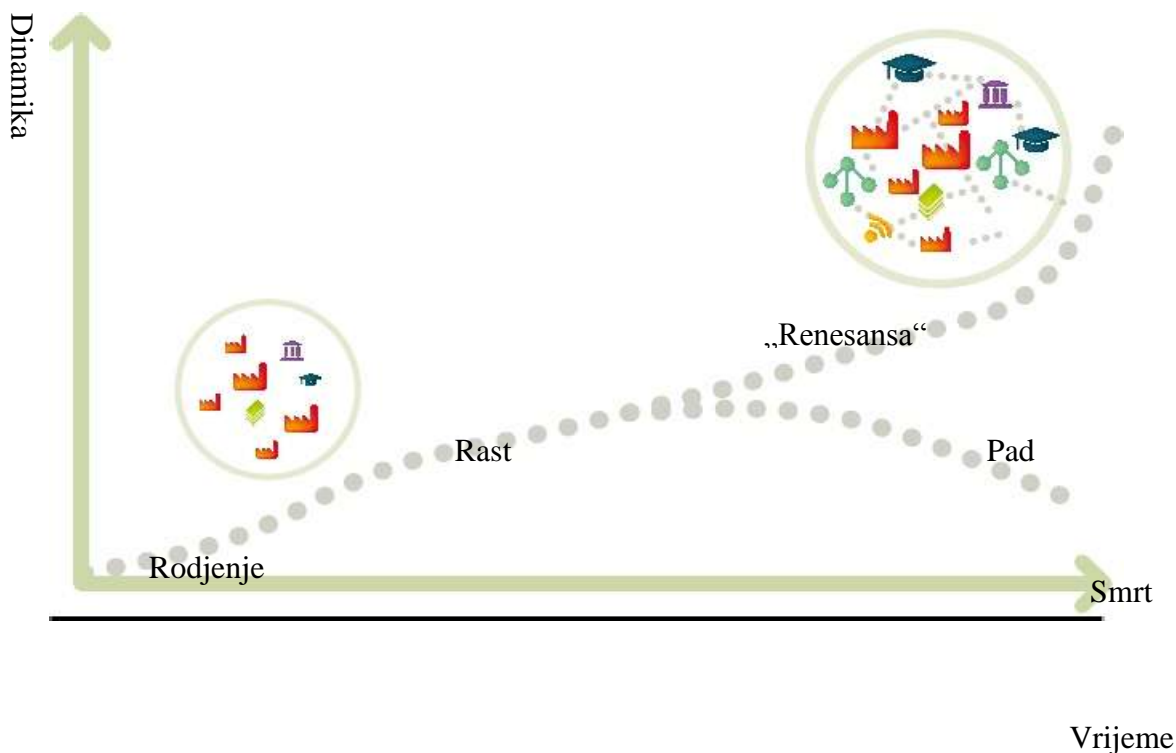 Dinamika
„Renesansa“
Rast
Pad
Rodjenje
Smrt
Vrijeme